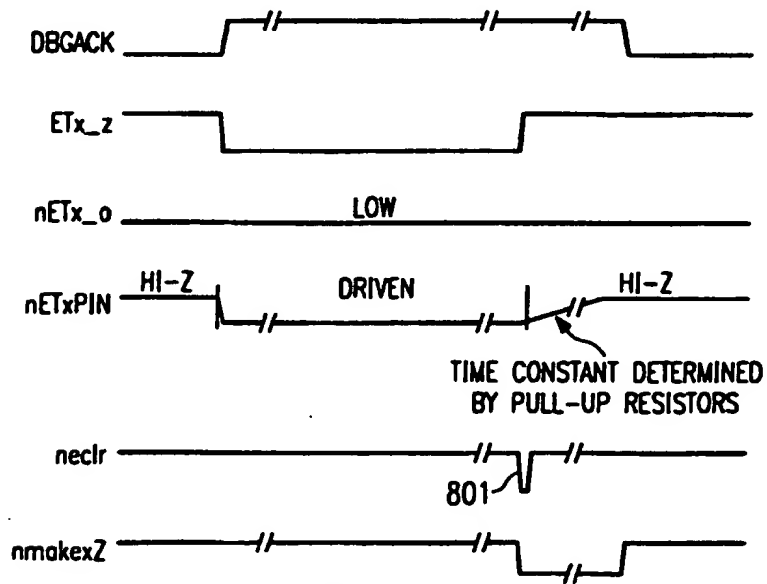 DBGACK
ETx_z
nETx_o LOW
nETxPIN HI-Z DRIVEN HI-Z
TIME CONSTANT DETERMINED
BY PULL-UP RESISTORS
neclr
801
nmakexZ